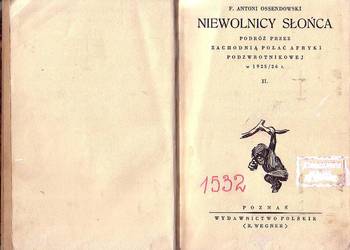 F. ANTONI OSSENDOWSKI
NIEWOLNICY SŁOŃCA
PODRÓŻ PRZEZ
ZACHODNIĄ POŁAĆ AFRYKI
PODZWROTNIKOWEJ
w 1925/26 r.
II.
1532
POZNAŃ
WYDAWNICTWO POLSKIE
(R. WEGNER)